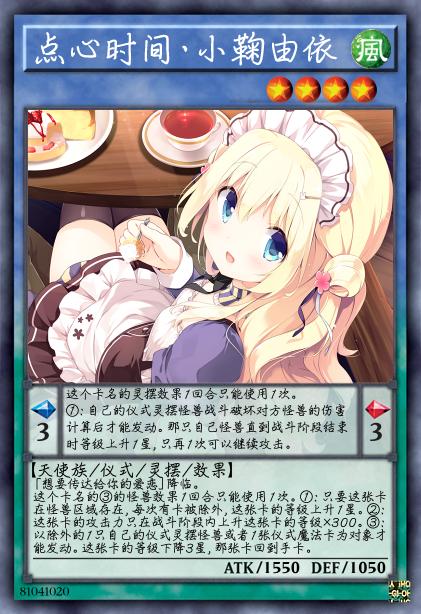 点心时间·小鞠由依
風
这个卡名的灵摆效果1回合只能使用1次。
①:自己的仪式灵摆怪兽战斗破坏对方怪兽的伤害
计算后才能发动。那只自己怪兽直到战斗阶段结束
时等级上升1星,只再1次可以继续攻击。
3
3
【天使族/仪式/灵摆/效果】
「想要传达给你的爱恋」降临。
这个卡名的③的怪兽效果1回合只能使用1次。①:只要这张卡
在怪兽区域存在,每次有卡被除外,这张卡的等级上升1星。②:
这张卡的攻击力只在战斗阶段内上升这张卡的等级×300。③:
以除外的1只自己的仪式怪兽或者1张仪式魔法卡为对象才
能发动。这张卡的等级下降3星,那张卡回到手卡。
ATK/1550 DEF/1050
81041020